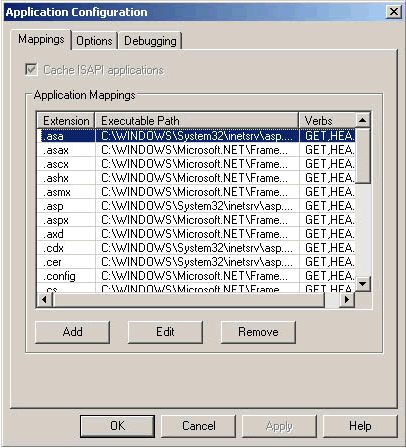 Application Configuration
Mappings Options Debugging
Cache ISAPI applications
Application Mappings
Extension Executable Path Verbs
.asa C:\WINDOWS\System32\inetsrv\asp.... GET,HEA.
.asax C:\WINDOWS\Microsoft.NET\Frame... GET,HEA.
.ascx C:\WINDOWS\Microsoft.NET\Frame... GET,HEA.
.ashx C:\WINDOWS\Microsoft.NET\Frame... GET,HEA.
.asmx C:\WINDOWS\Microsoft.NET\Frame... GET,HEA.
.asp C:\WINDOWS\System32\inetsrv\asp.... GET,HEA.
.aspx C:\WINDOWS\Microsoft.NET\Frame... GET,HEA.
.axd C:\WINDOWS\Microsoft.NET\Frame... GET,HEA.
.cdx C:\WINDOWS\System32\inetsrv\asp.... GET,HEA.
.cer C:\WINDOWS\System32\inetsrv\asp.... GET,HEA.
.config C:\WINDOWS\Microsoft.NET\Frame... GET,HEA.
.cs C:\WINDOWS\Microsoft.NET\Frame... GET,HEA.
Add Edit Remove
OK Cancel Apply Help